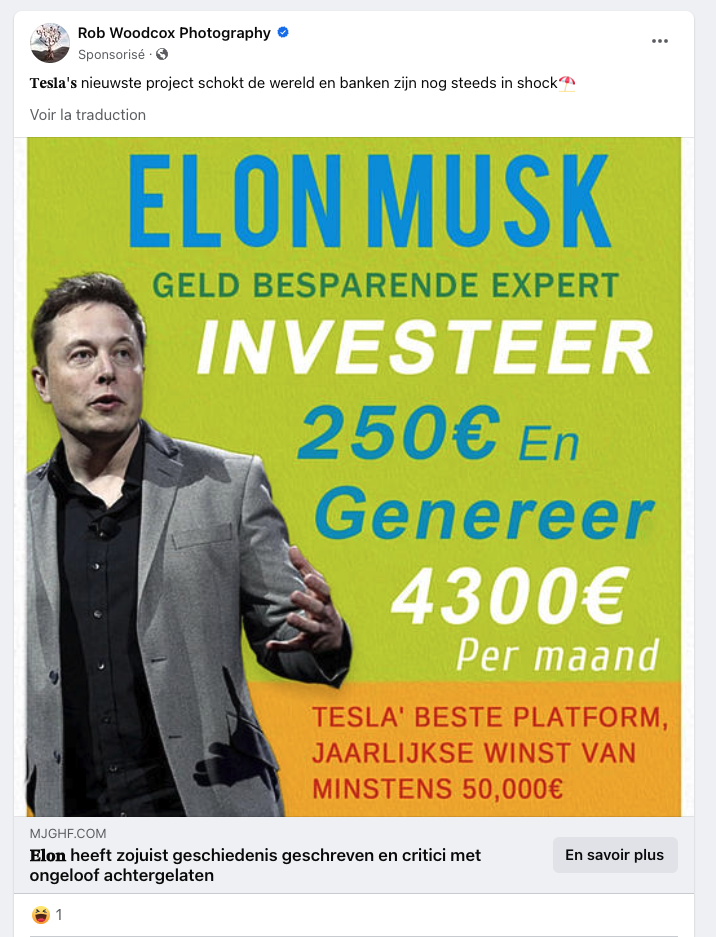 Rob Woodcox Photography
Sponsorisé ·
𝐓𝐞𝐬𝐥𝐚'𝐬 nieuwste project schokt de wereld en banken zijn nog steeds in shock⛱️
Voir la traduction
ELON MUSK
GELD BESPARENDE EXPERT
INVESTEER
250€ En
Genereer
4300€
Per maand
TESLA' BESTE PLATFORM,
JAARLIJKSE WINST VAN
MINSTENS 50,000€
MJGHF.COM
𝐄𝐥𝐨𝐧 heeft zojuist geschiedenis geschreven en critici met
ongeloof achtergelaten
En savoir plus
1